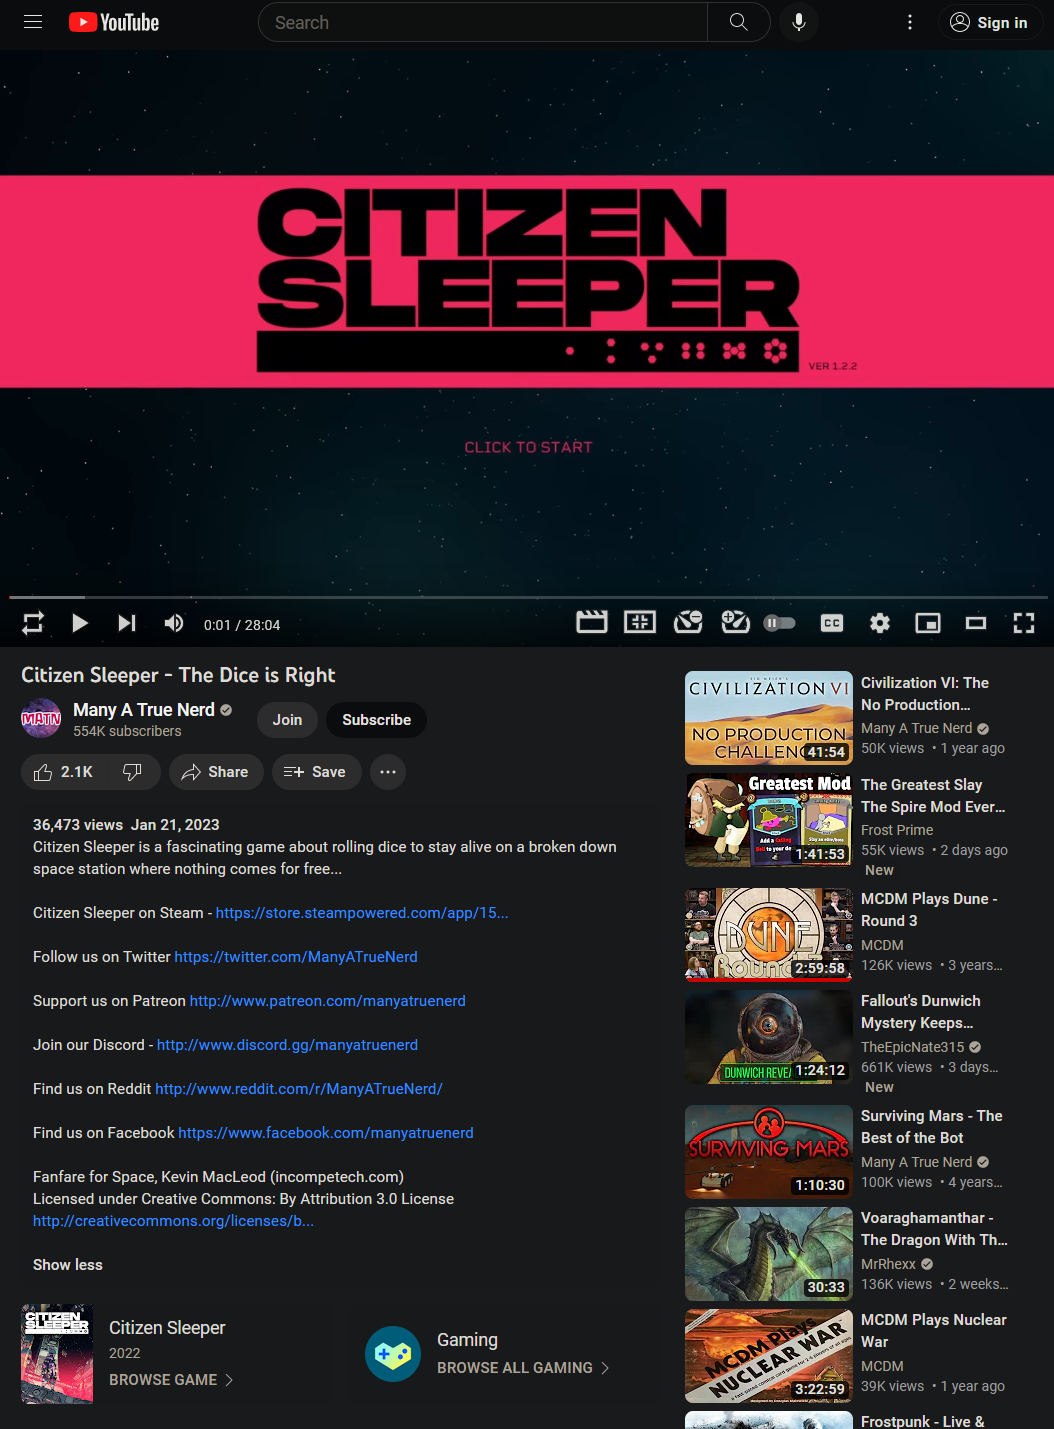 YouTube
Search
Sign in
CITIZEN
SLEEPER
VER 1.2.2
CLICK TO START
0:01 / 28:04
CC
Citizen Sleeper - The Dice is Right
MATN
Many A True Nerd
554K subscribers
Join
Subscribe
2.1K
Share
Save
36,473 views Jan 21, 2023
Citizen Sleeper is a fascinating game about rolling dice to stay alive on a broken down
space station where nothing comes for free...
Citizen Sleeper on Steam - https://store.steampowered.com/app/15...
Follow us on Twitter https://twitter.com/ManyATrueNerd
Support us on Patreon http://www.patreon.com/manyatruenerd
Join our Discord - http://www.discord.gg/manyatruenerd
Find us on Reddit http://www.reddit.com/r/ManyATrueNerd/
Find us on Facebook https://www.facebook.com/manyatruenerd
Fanfare for Space, Kevin MacLeod (incompetech.com)
Licensed under Creative Commons: By Attribution 3.0 License
http://creativecommons.org/licenses/b...
Show less
CITIZEN
SLEEPER
Citizen Sleeper
2022
BROWSE GAME
Gaming
BROWSE ALL GAMING
CIVILIZATION VI
NO PRODUCTION
CHALLENG
41:54
Civilization VI: The
No Production...
Many A True Nerd
50K views • 1 year ago
Greatest Mod
1:41:53
The Greatest Slay
The Spire Mod Ever...
Frost Prime
55K views • 2 days ago
New
DUNE
Round
2:59:58
MCDM Plays Dune -
Round 3
MCDM
126K views • 3 years...
DUNWICH REVEA
1:24:12
Fallout's Dunwich
Mystery Keeps...
TheEpicNate315
661K views • 3 days...
New
SURVIVING MARS
1:10:30
Surviving Mars - The
Best of the Bot
Many A True Nerd
100K views • 4 years...
30:33
Voaraghamanthar -
The Dragon With Th...
MrRhexx
136K views • 2 weeks...
MCDM Plays
NUCLEAR WAR
3:22:59
MCDM Plays Nuclear
War
MCDM
39K views • 1 year ago
Frostpunk - Live &